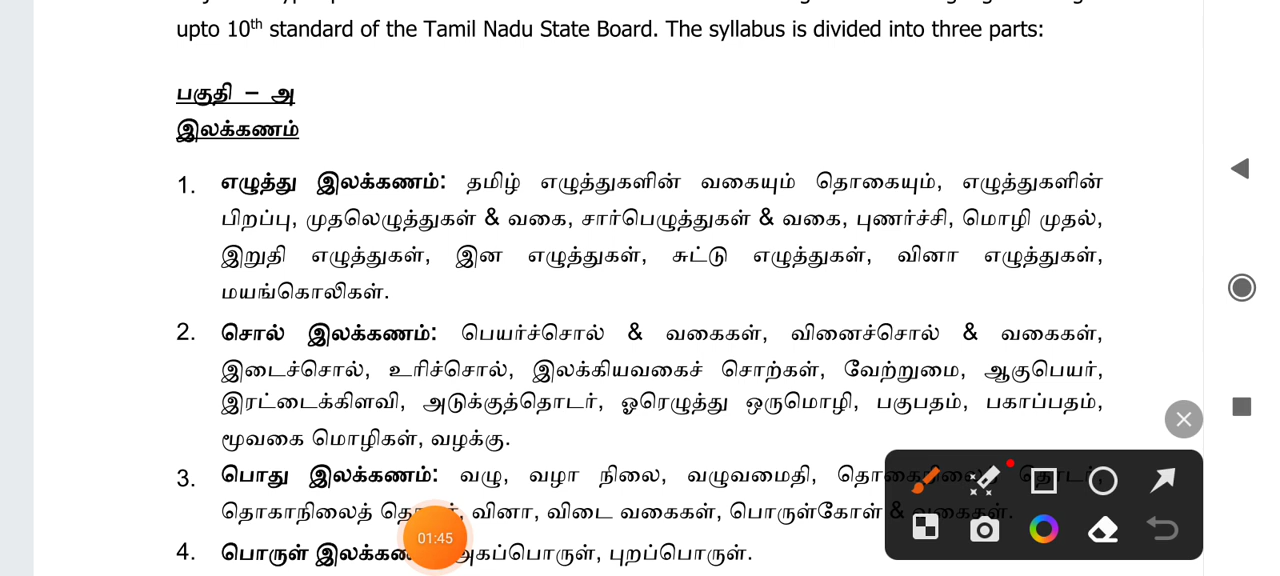 upto 10th standard of the Tamil Nadu State Board. The syllabus is divided into three parts:
பகுதி – அ
இலக்கணம்
1. எழுத்து இலக்கணம்: தமிழ் எழுத்துகளின் வகையும் தொகையும், எழுத்துகளின்
பிறப்பு, முதலெழுத்துகள் & வகை, சார்பெழுத்துகள் & வகை, புணர்ச்சி, மொழி முதல்,
இறுதி எழுத்துகள், இன எழுத்துகள், சுட்டு எழுத்துகள், வினா எழுத்துகள்,
மயங்கொலிகள்.
2. சொல் இலக்கணம்: பெயர்ச்சொல் & வகைகள், வினைச்சொல் & வகைகள்,
இடைச்சொல், உரிச்சொல், இலக்கியவகைச் சொற்கள், வேற்றுமை, ஆகுபெயர்,
இரட்டைக்கிளவி, அடுக்குத்தொடர், ஓரெழுத்து ஒருமொழி, பகுபதம், பகாப்பதம்,
மூவகை மொழிகள், வழக்கு.
3. பொது இலக்கணம்: வழு, வழா நிலை, வழுவமைதி, தொகைநிலைத் தொடர்,
தொகாநிலைத் வினா, விடை வகைகள், பொருள்கோள் & வகைகள்.
4. பொருள் அகப்பொருள், புறப்பொருள்.
01:45